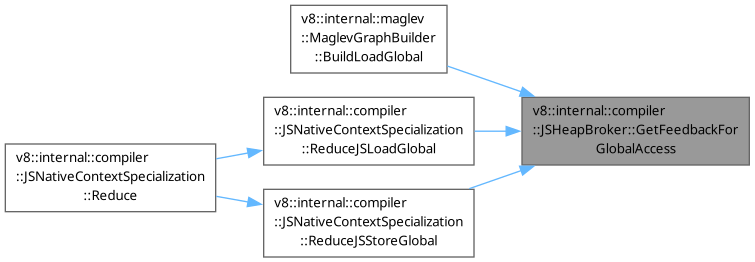 v8::internal::maglev
::MaglevGraphBuilder
::BuildLoadGlobal
v8::internal::compiler
::JSNativeContextSpecialization
::ReduceJSLoadGlobal
v8::internal::compiler
::JSHeapBroker::GetFeedbackFor
GlobalAccess
v8::internal::compiler
::JSNativeContextSpecialization
::Reduce
v8::internal::compiler
::JSNativeContextSpecialization
::ReduceJSStoreGlobal